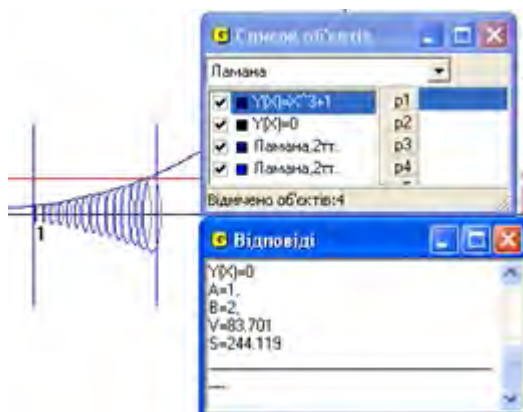 Список об'єктів
Ламана
Y(X)=X^3+1 p1
Y(X)=0 p2
Ламана,2тт. p3
Ламана,2тт. p4
Відмічено об'єктів:4
1
Відповіді
Y(X)=0
A=1,
B=2,
V=83.701
S=244.119